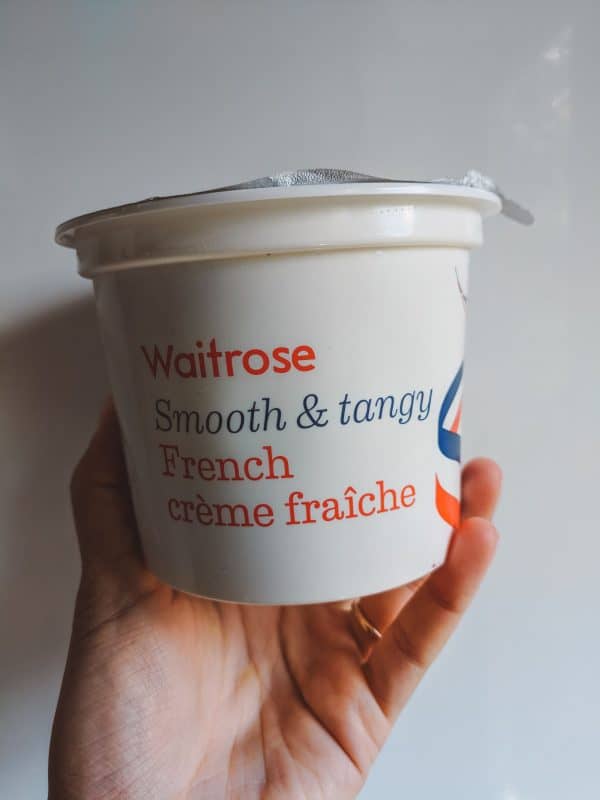 Waitrose
Smooth & tangy
French
crème fraîche